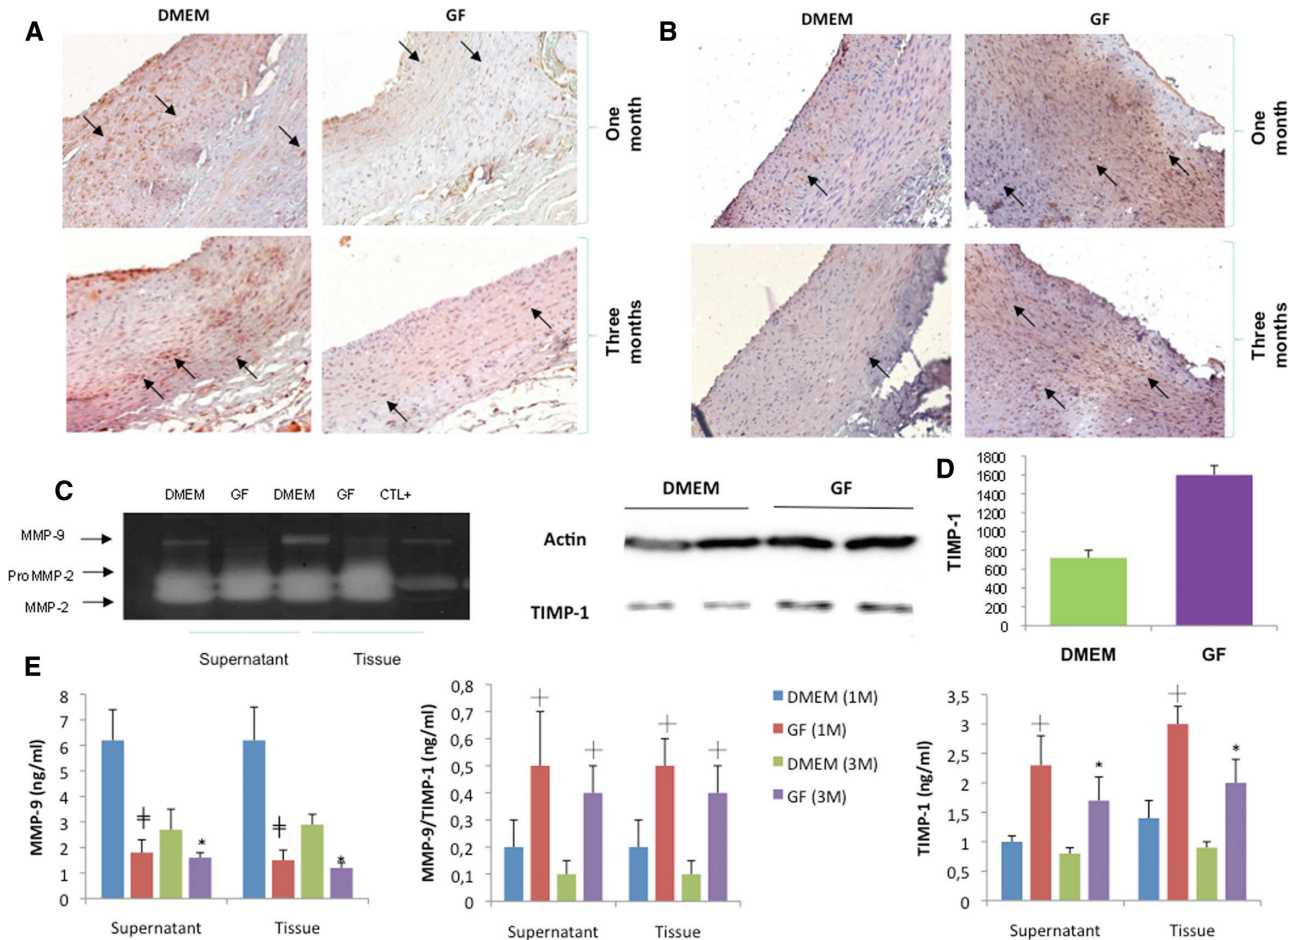 A
DMEM
GF
One
month
Three
months
B
DMEM
GF
One
month
Three
months
C
DMEM GF DMEM GF CTL+
MMP-9
Pro MMP-2
MMP-2
Supernatant Tissue
DMEM GF
Actin
TIMP-1
D
TIMP-1
1800
1600
1400
1200
1000
800
600
400
200
0
DMEM GF
E
MMP-9 (ng/ml)
8
7
6
5
4
3
2
1
0
ǂ
*
ǂ
*
Supernatant Tissue
MMP-9/TIMP-1 (ng/ml)
0,8
0,7
0,6
0,5
0,4
0,3
0,2
0,1
0
+
+
+
+
Supernatant Tissue
DMEM (1M)
GF (1M)
DMEM (3M)
GF (3M)
TIMP-1 (ng/ml)
3,5
3
2,5
2
1,5
1
0,5
0
+
*
+
*
Supernatant Tissue